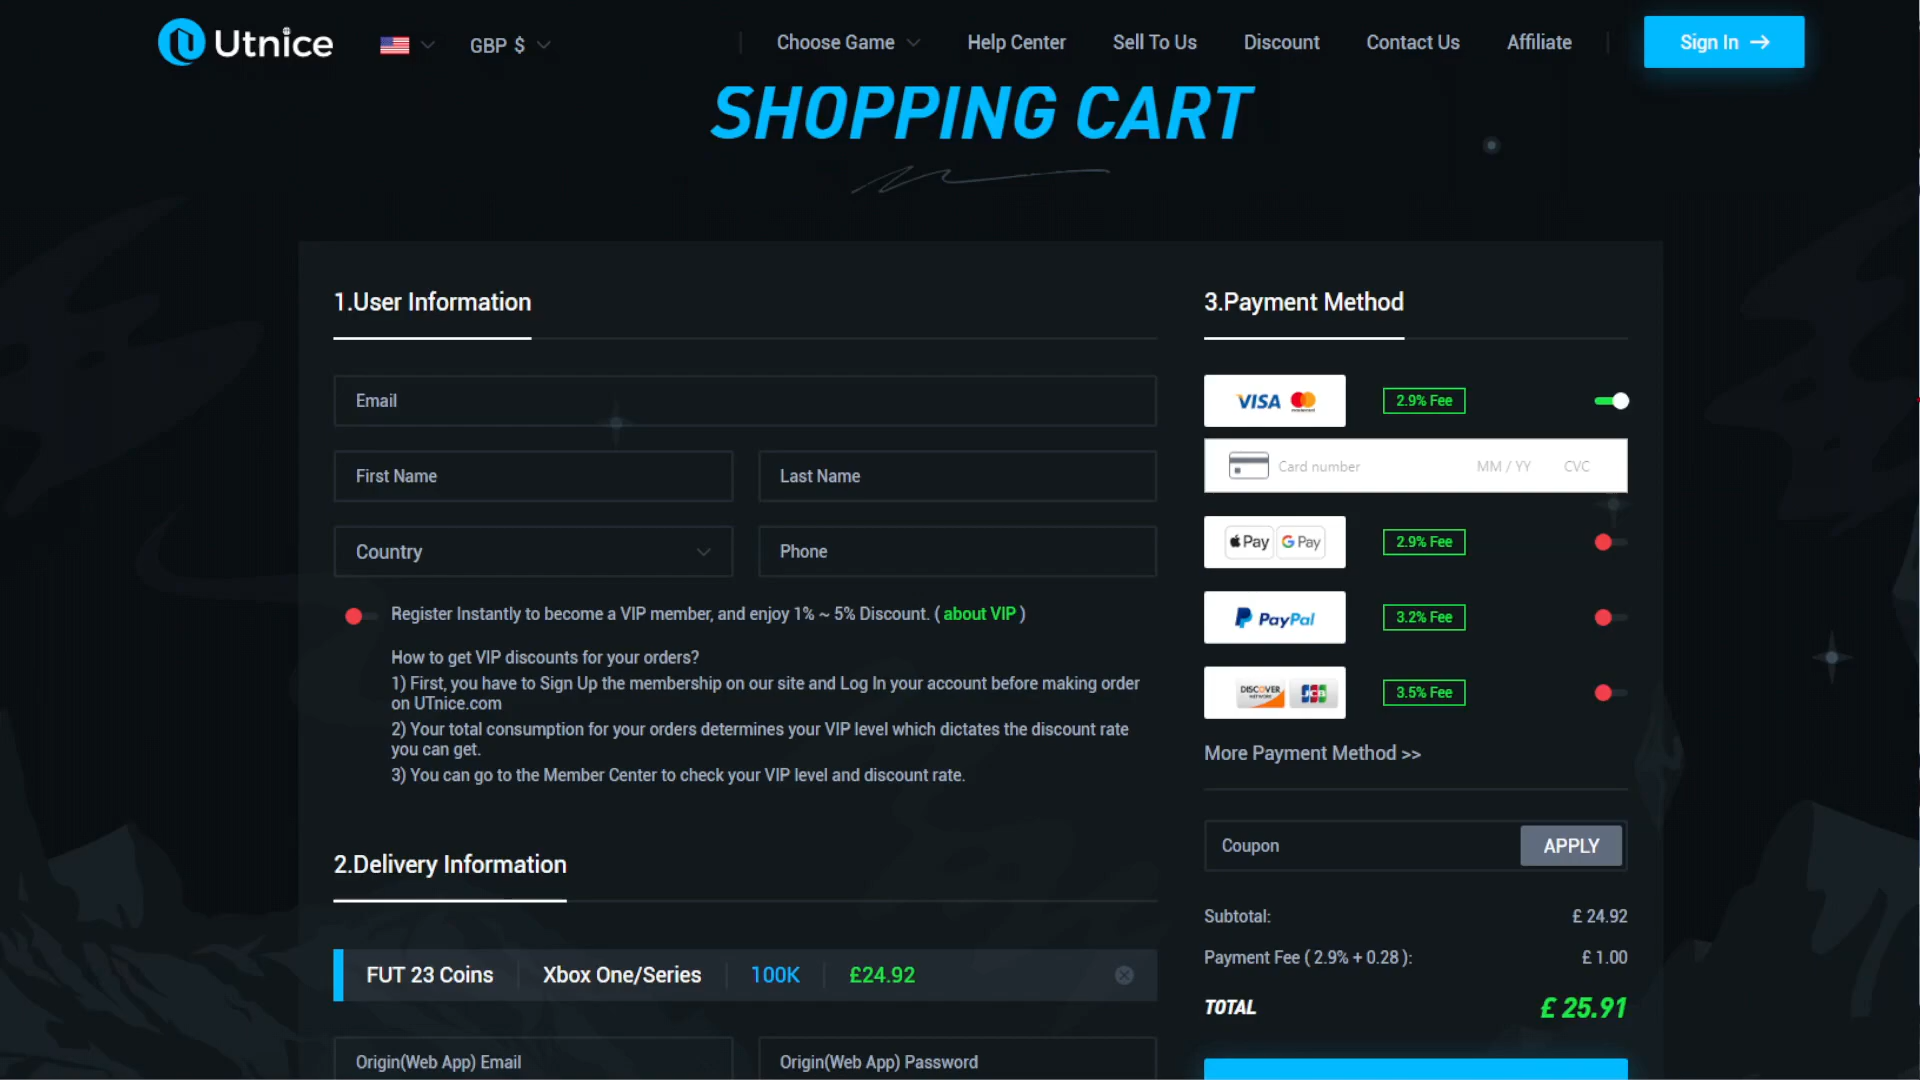 Utnice
GBP $
Choose Game
Help Center
Sell To Us
Discount
Contact Us
Affiliate
Sign In
SHOPPING CART
1.User Information
Email
First Name
Last Name
Country
Phone
Register Instantly to become a VIP member, and enjoy 1% ~ 5% Discount. ( about VIP )
How to get VIP discounts for your orders?
1) First, you have to Sign Up the membership on our site and Log In your account before making order
on UTnice.com
2) Your total consumption for your orders determines your VIP level which dictates the discount rate
you can get.
3) You can go to the Member Center to check your VIP level and discount rate.
2.Delivery Information
FUT 23 Coins
Xbox One/Series
100K
£24.92
Origin(Web App) Email
Origin(Web App) Password
3.Payment Method
VISA
2.9% Fee
Card number
MM / YY
CVC
Pay
G Pay
2.9% Fee
PayPal
3.2% Fee
DISCOVER
NETWORK
JCB
3.5% Fee
More Payment Method >>
Coupon
APPLY
Subtotal:
£ 24.92
Payment Fee ( 2.9% + 0.28 ):
£ 1.00
TOTAL
£ 25.91